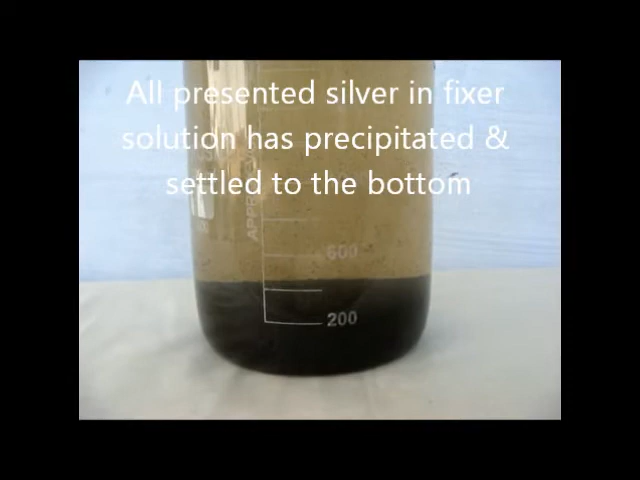 All presented silver in fixer
solution has precipitated &
settled to the bottom
600
200